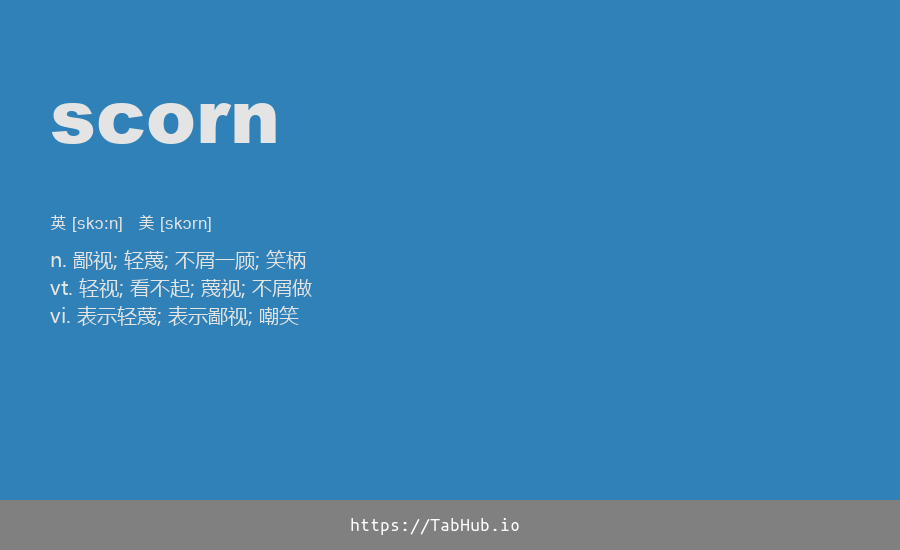 scorn
英 [skɔːn] 美 [skɔrn]
n. 鄙视; 轻蔑; 不屑一顾; 笑柄
vt. 轻视; 看不起; 蔑视; 不屑做
vi. 表示轻蔑; 表示鄙视; 嘲笑
https://TabHub.io